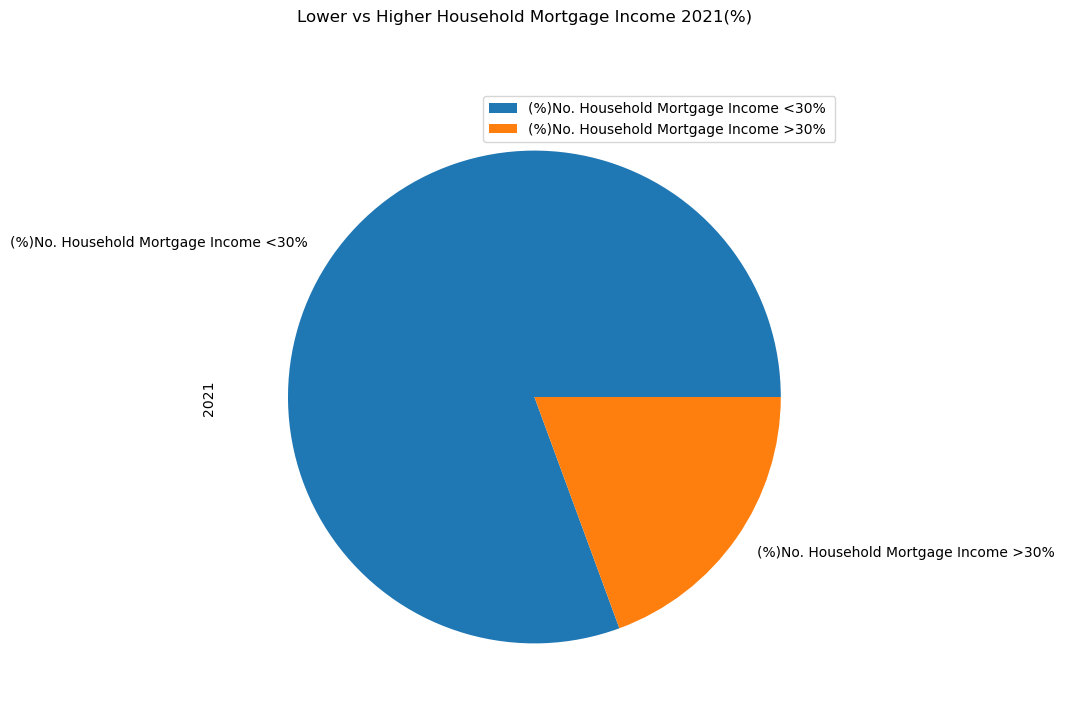 Lower vs Higher Household Mortgage Income 2021(%)
(%)No. Household Mortgage Income <30%
(%)No. Household Mortgage Income >30%
(%)No. Household Mortgage Income <30%
2021
(%)No. Household Mortgage Income >30%